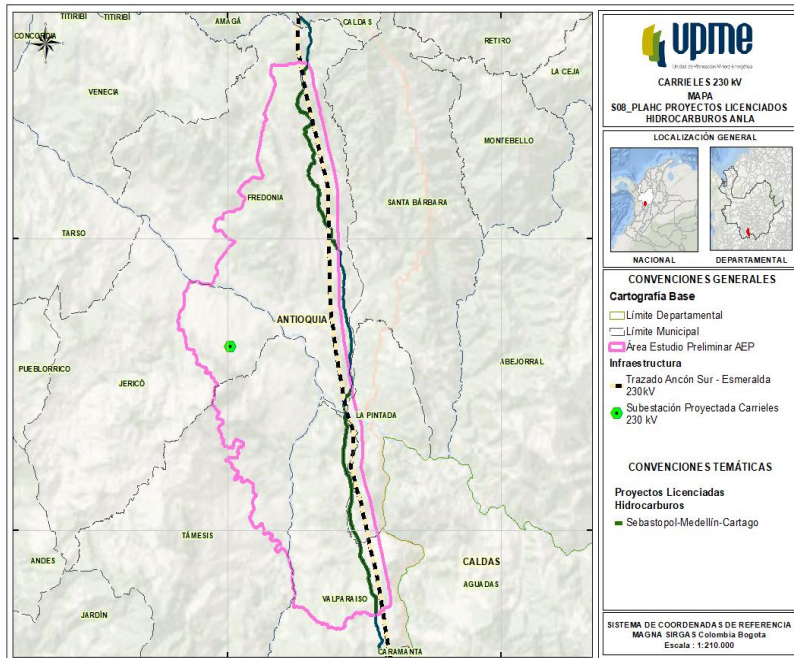 TITIRIBÍ
TITIRIBÍ
AMAGÁ
CALDAS
CONCORDIA
RETIRO
LA CEJA
VENECIA
MONTEBELLO
FREDONIA
SANTA BÁRBARA
TARSO
ANTIOQUIA
PUEBLORRICO
JERICÓ
ABEJORRAL
LA PINTADA
TÁMESIS
ANDES
CALDAS
AGUADAS
VALPARAISO
JARDÍN
CARAMANTA
upme
Unidad de Planeación Minero Energética
CARRIELES 230 kV
MAPA
S08_PLAHC PROYECTOS LICENCIADOS
HIDROCARBUROS ANLA
LOCALIZACIÓN GENERAL
NACIONAL
DEPARTAMENTAL
CONVENCIONES GENERALES
Cartografía Base
Límite Departamental
Límite Municipal
Área Estudio Preliminar AEP
Infraestructura
Trazado Ancón Sur - Esmeralda
230kV
Subestación Proyectada Carrieles
230 kV
CONVENCIONES TEMÁTICAS
Proyectos Licenciadas
Hidrocarburos
Sebastopol-Medellín-Cartago
SISTEMA DE COORDENADAS DE REFERENCIA
MAGNA SIRGAS Colombia Bogota
Escala : 1:210.000